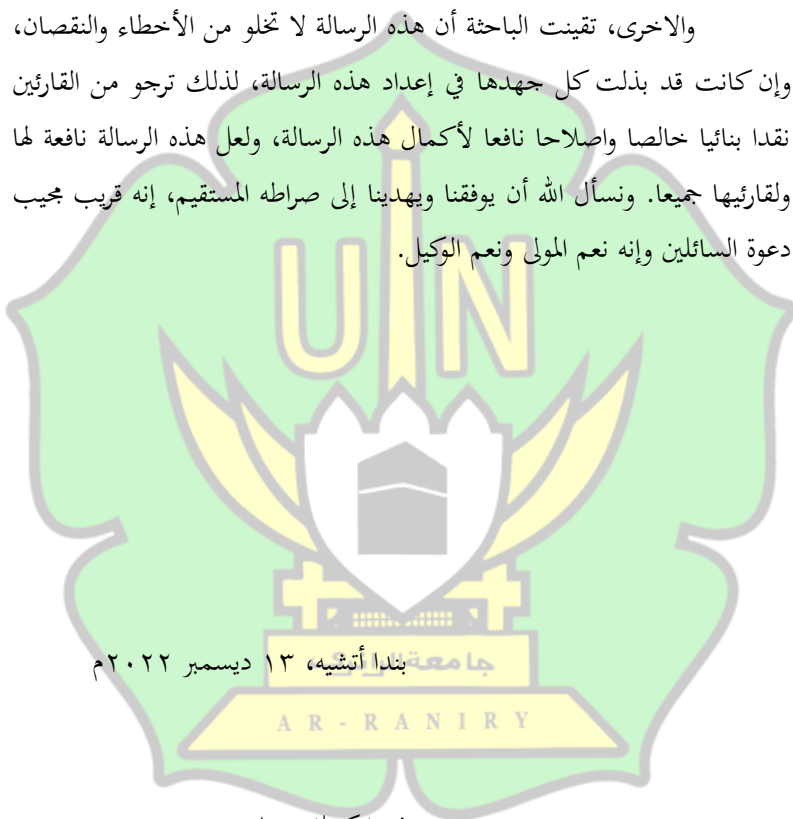 والاخرى، تقينت الباحثة أن هذه الرسالة لا تخلو من الأخطاء والنقصان،
وإن كانت قد بذلت كل جهدها في إعداد هذه الرسالة، لذلك ترجو من القارئين
نقدا بنائيا خالصا واصلاحا نافعا لأكمال هذه الرسالة، ولعل هذه الرسالة نافعة لها
ولقارئيها جميعا. ونسأل الله أن يوفقنا ويهدينا إلى صراطه المستقيم، إنه قريب مجيب
دعوة السائلين وإنه نعم المولى ونعم الوكيل.
UIN
بندا أتشيه، ١٣ ديسمبر ٢٠٢٢م
AR-RANIRY